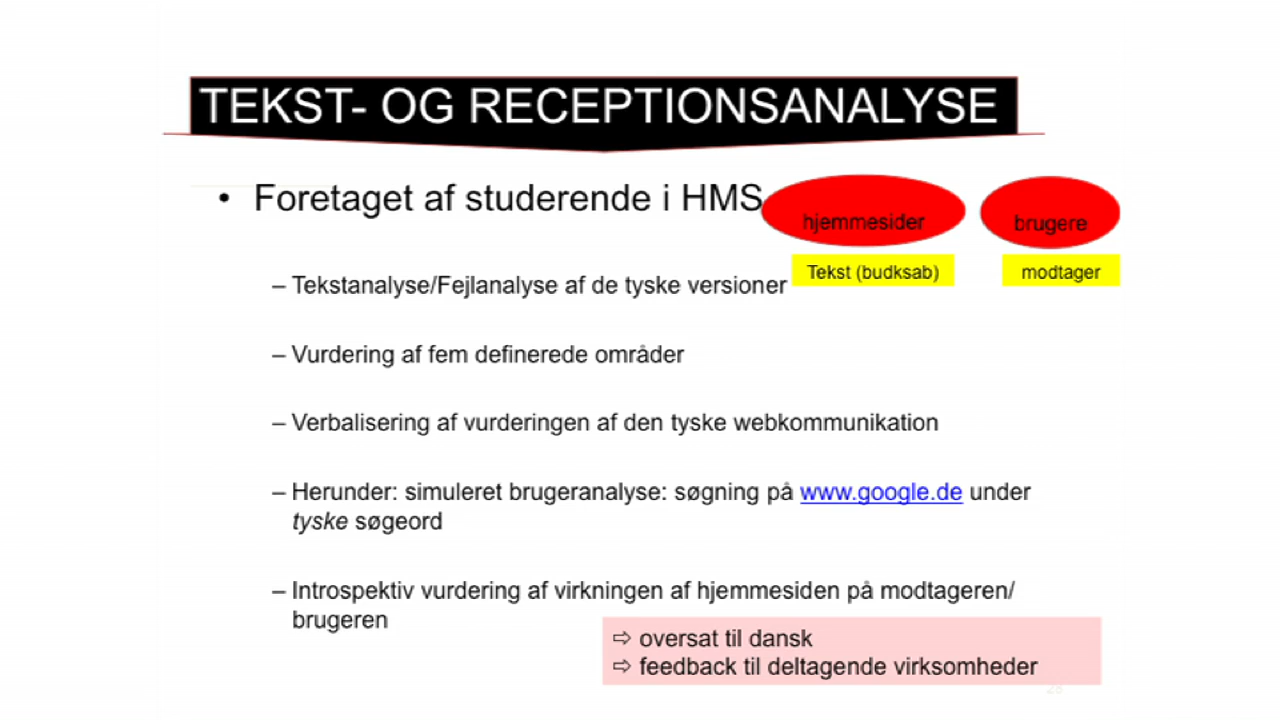 TEKST- OG RECEPTIONSANALYSE
• Foretaget af studerende i HMS
hjemmesider
brugere
Tekst (budksab)
modtager
– Tekstanalyse/Fejlanalyse af de tyske versioner
– Vurdering af fem definerede områder
– Verbalisering af vurderingen af den tyske webkommunikation
– Herunder: simuleret brugeranalyse: søgning på www.google.de under
tyske søgeord
– Introspektiv vurdering af virkningen af hjemmesiden på modtageren/
brugeren
⇨ oversat til dansk
⇨ feedback til deltagende virksomheder